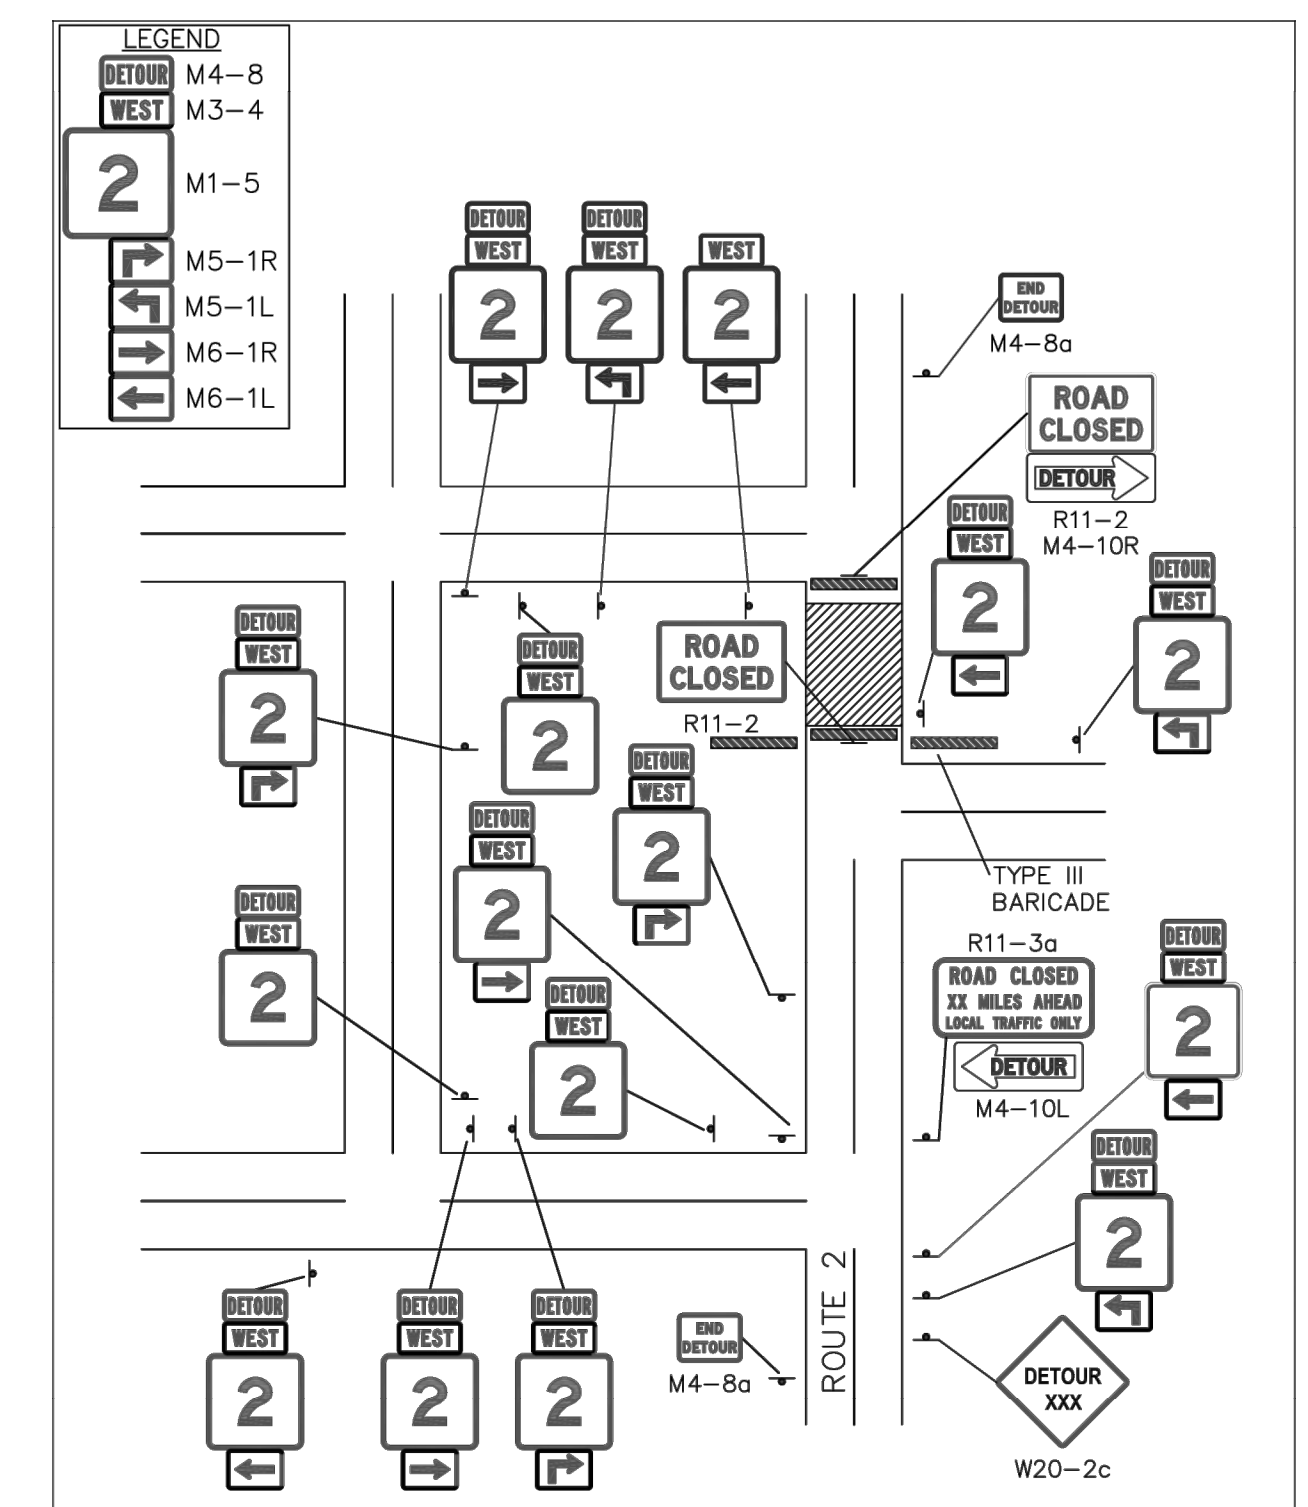 LEGEND
DETOUR M4-8
WEST M3-4
2 M1-5
M5-1R
M5-1L
M6-1R
M6-1L
DETOUR
WEST
2
DETOUR
WEST
2
WEST
2
END
DETOUR
M4-8a
ROAD
CLOSED
DETOUR
R11-2
M4-10R
DETOUR
WEST
2
DETOUR
WEST
2
DETOUR
WEST
2
DETOUR
WEST
2
ROAD
CLOSED
R11-2
DETOUR
WEST
2
DETOUR
WEST
2
TYPE III
BARICADE
DETOUR
WEST
2
R11-3a
ROAD CLOSED
XX MILES AHEAD
LOCAL TRAFFIC ONLY
DETOUR
M4-10L
DETOUR
WEST
2
DETOUR
WEST
2
DETOUR
WEST
2
DETOUR
WEST
2
DETOUR
WEST
2
DETOUR
WEST
2
END
DETOUR
M4-8a
ROUTE 2
DETOUR
XXX
W20-2c